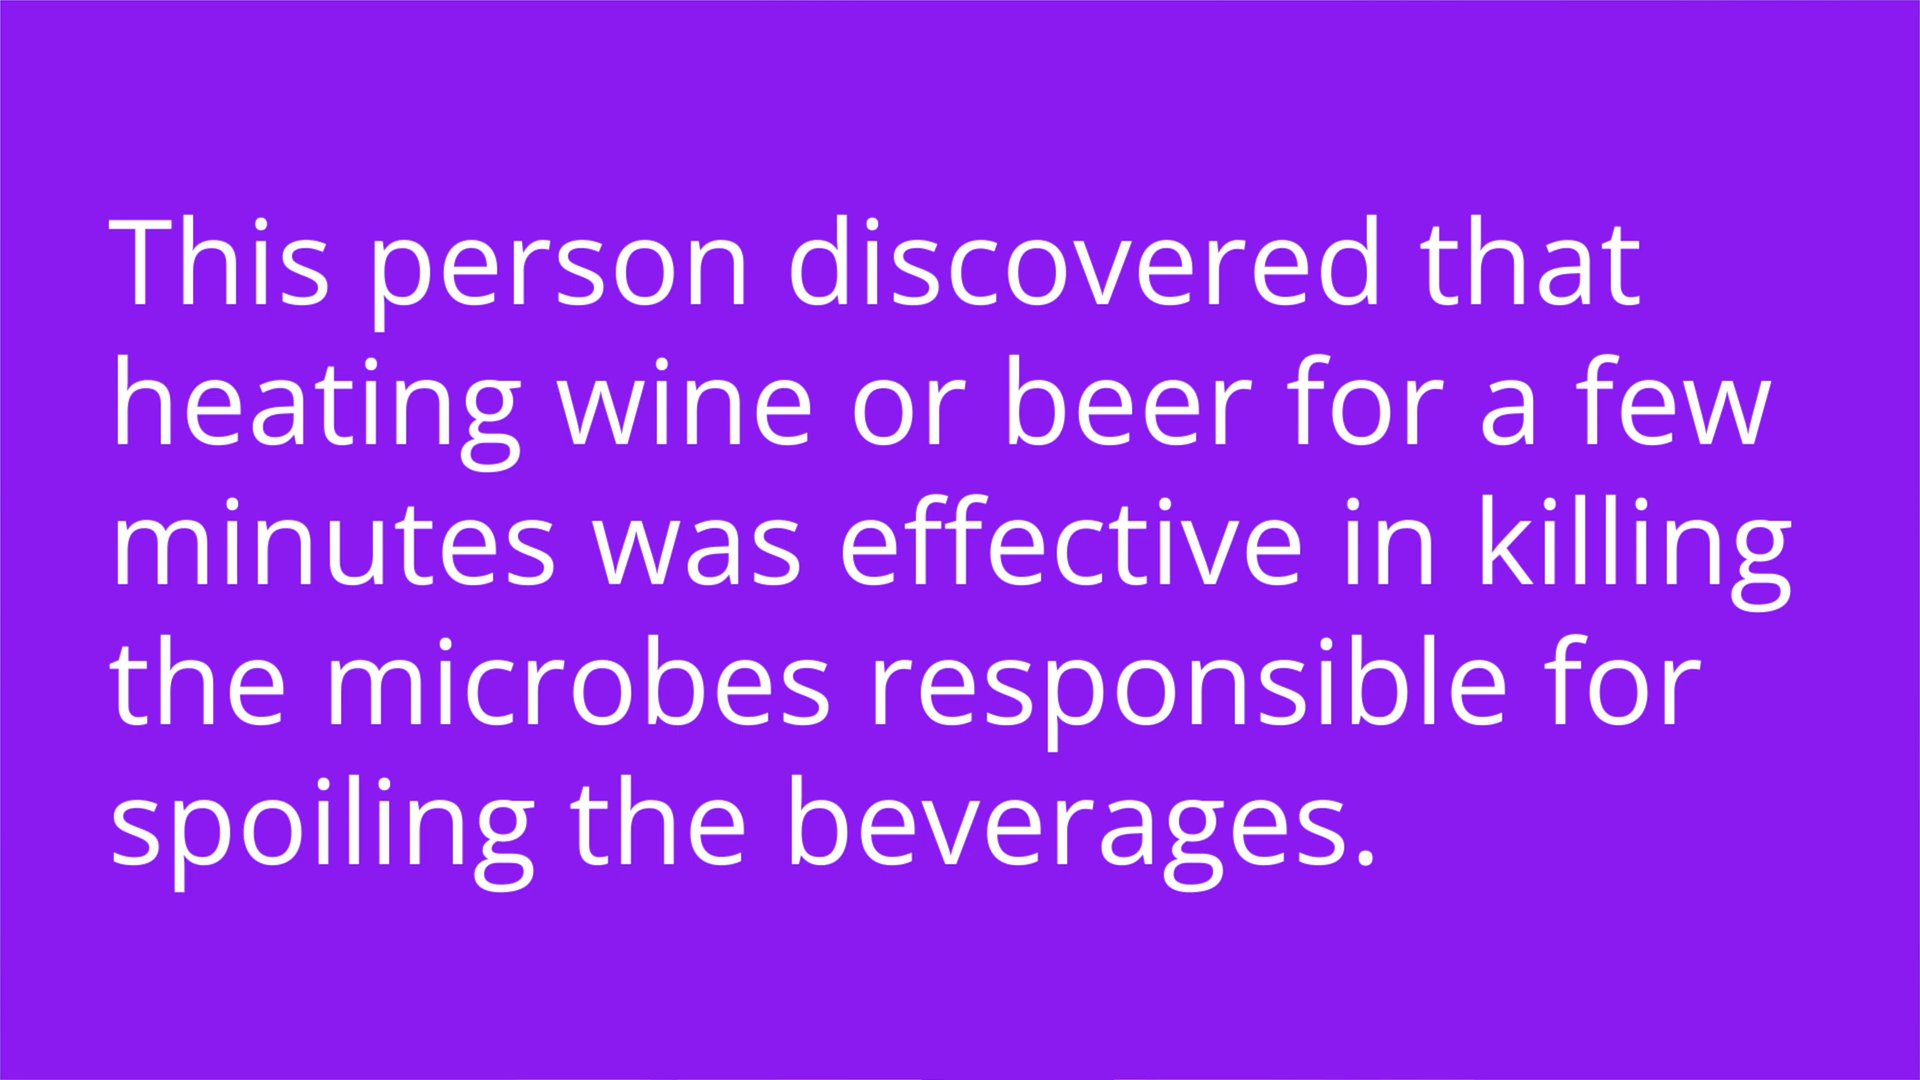 This person discovered that
heating wine or beer for a few
minutes was effective in killing
the microbes responsible for
spoiling the beverages.